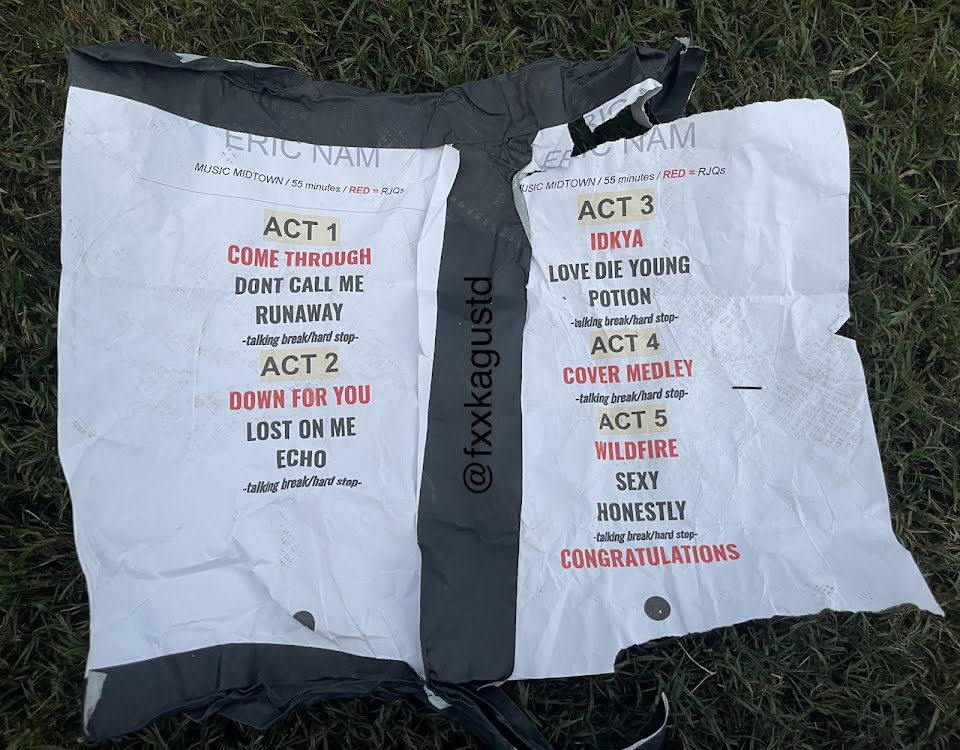 ERIC NAM
MUSIC MIDTOWN / 55 minutes / RED = RJQs
ACT 1
COME THROUGH
DONT CALL ME
RUNAWAY
-talking break/hard stop-
ACT 2
DOWN FOR YOU
LOST ON ME
ECHO
-talking break/hard stop-
@fxxkagustd
ERIC NAM
MUSIC MIDTOWN / 55 minutes / RED = RJQs
ACT 3
IDKYA
LOVE DIE YOUNG
POTION
-talking break/hard stop-
ACT 4
COVER MEDLEY
-talking break/hard stop-
ACT 5
WILDFIRE
SEXY
HONESTLY
-talking break/hard stop-
CONGRATULATIONS